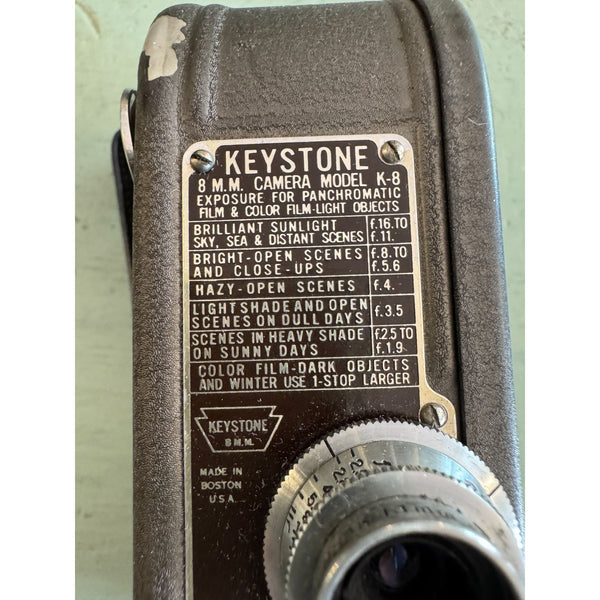 KEYSTONE
8 M.M. CAMERA MODEL K-8
EXPOSURE FOR PANCHROMATIC
FILM & COLOR FILM-LIGHT OBJECTS
BRILLIANT SUNLIGHT f.16.TO
SKY, SEA & DISTANT SCENES f.11.
BRIGHT-OPEN SCENES f.8.TO
AND CLOSE-UPS f.5.6
HAZY-OPEN SCENES f.4.
LIGHT SHADE AND OPEN
SCENES ON DULL DAYS f.3.5
SCENES IN HEAVY SHADE f.2.5 TO
ON SUNNY DAYS f.1.9
COLOR FILM-DARK OBJECTS
AND WINTER USE 1-STOP LARGER
KEYSTONE
8 M.M.
MADE IN
BOSTON
U.S.A.